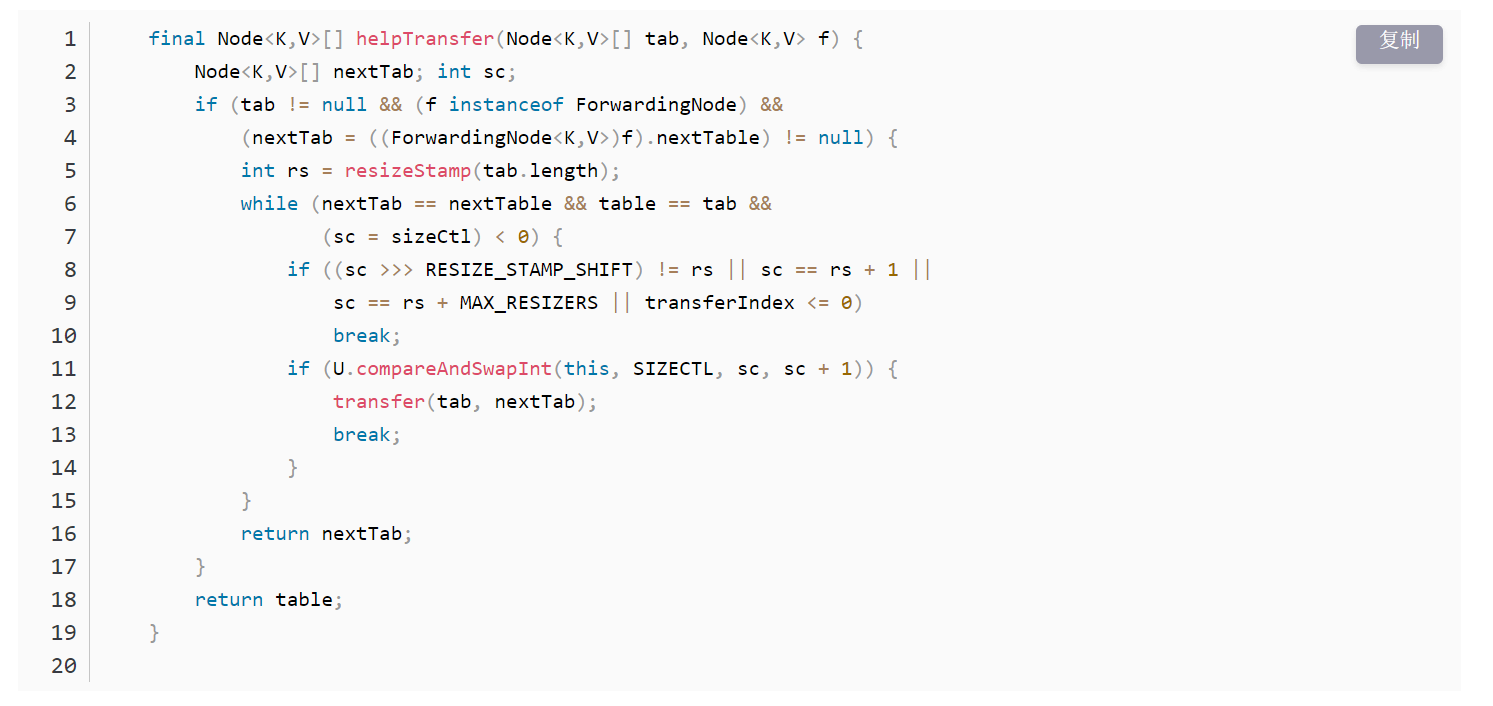 复制
1 final Node<K,V>[] helpTransfer(Node<K,V>[] tab, Node<K,V> f) {
2 Node<K,V>[] nextTab; int sc;
3 if (tab != null && (f instanceof ForwardingNode) &&
4 (nextTab = ((ForwardingNode<K,V>)f).nextTable) != null) {
5 int rs = resizeStamp(tab.length);
6 while (nextTab == nextTable && table == tab &&
7 (sc = sizeCtl) < 0) {
8 if ((sc >>> RESIZE_STAMP_SHIFT) != rs || sc == rs + 1 ||
9 sc == rs + MAX_RESIZERS || transferIndex <= 0)
10 break;
11 if (U.compareAndSwapInt(this, SIZECTL, sc, sc + 1)) {
12 transfer(tab, nextTab);
13 break;
14 }
15 }
16 return nextTab;
17 }
18 return table;
19 }
20